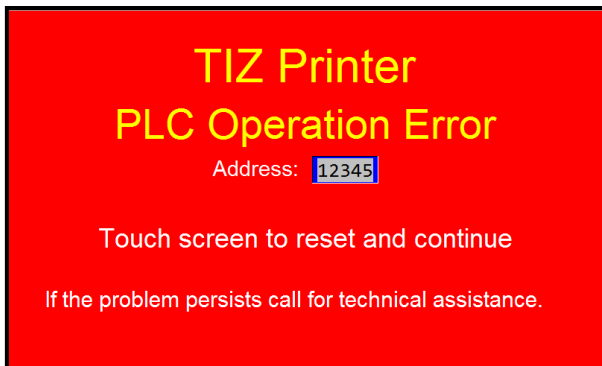 TIZ Printer
PLC Operation Error
Address: 12345
Touch screen to reset and continue
If the problem persists call for technical assistance.